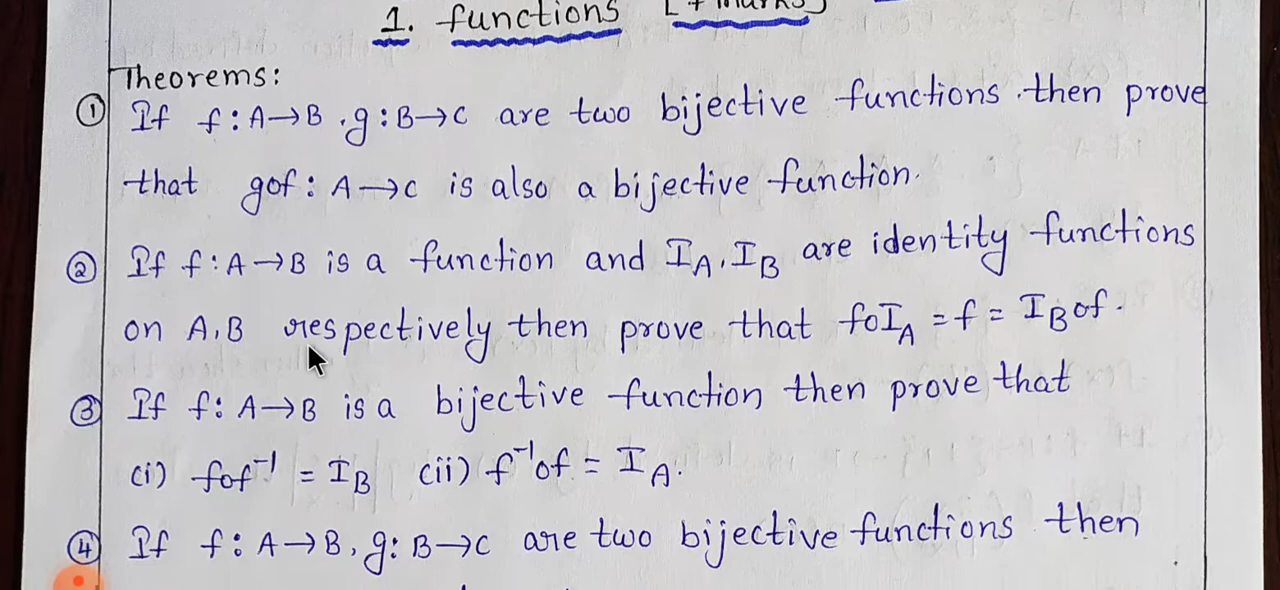 1. functions
Theorems:
① If f : A→B , g : B→C are two bijective functions then prove
that gof : A→C is also a bijective function.
② If f : A→B is a function and I_A, I_B are identity functions
on A, B respectively then prove that foI_A = f = I_B of.
③ If f : A→B is a bijective function then prove that
(i) fof⁻¹ = I_B (ii) f⁻¹of = I_A.
④ If f : A→B, g : B→C are two bijective functions then